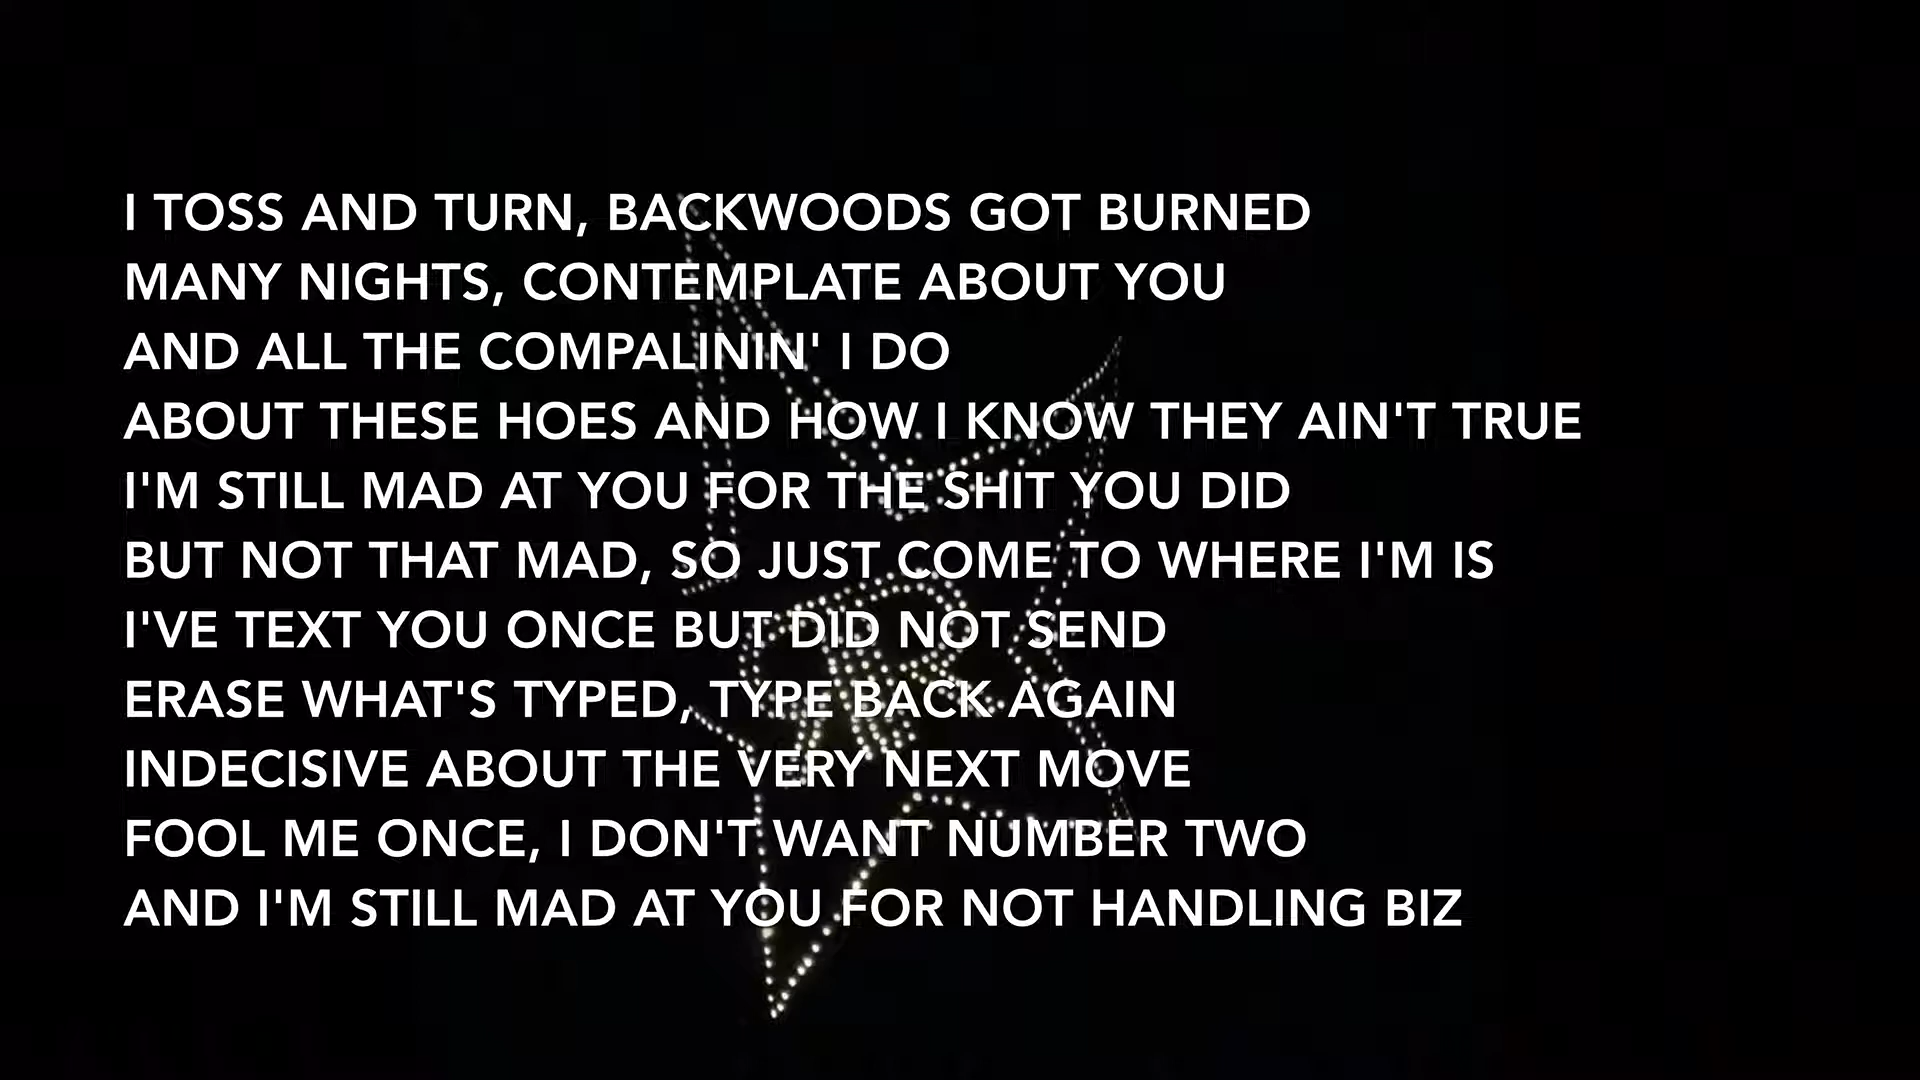 I TOSS AND TURN, BACKWOODS GOT BURNED
MANY NIGHTS, CONTEMPLATE ABOUT YOU
AND ALL THE COMPALININ' I DO
ABOUT THESE HOES AND HOW I KNOW THEY AIN'T TRUE
I'M STILL MAD AT YOU FOR THE SHIT YOU DID
BUT NOT THAT MAD, SO JUST COME TO WHERE I'M IS
I'VE TEXT YOU ONCE BUT DID NOT SEND
ERASE WHAT'S TYPED, TYPE BACK AGAIN
INDECISIVE ABOUT THE VERY NEXT MOVE
FOOL ME ONCE, I DON'T WANT NUMBER TWO
AND I'M STILL MAD AT YOU FOR NOT HANDLING BIZ